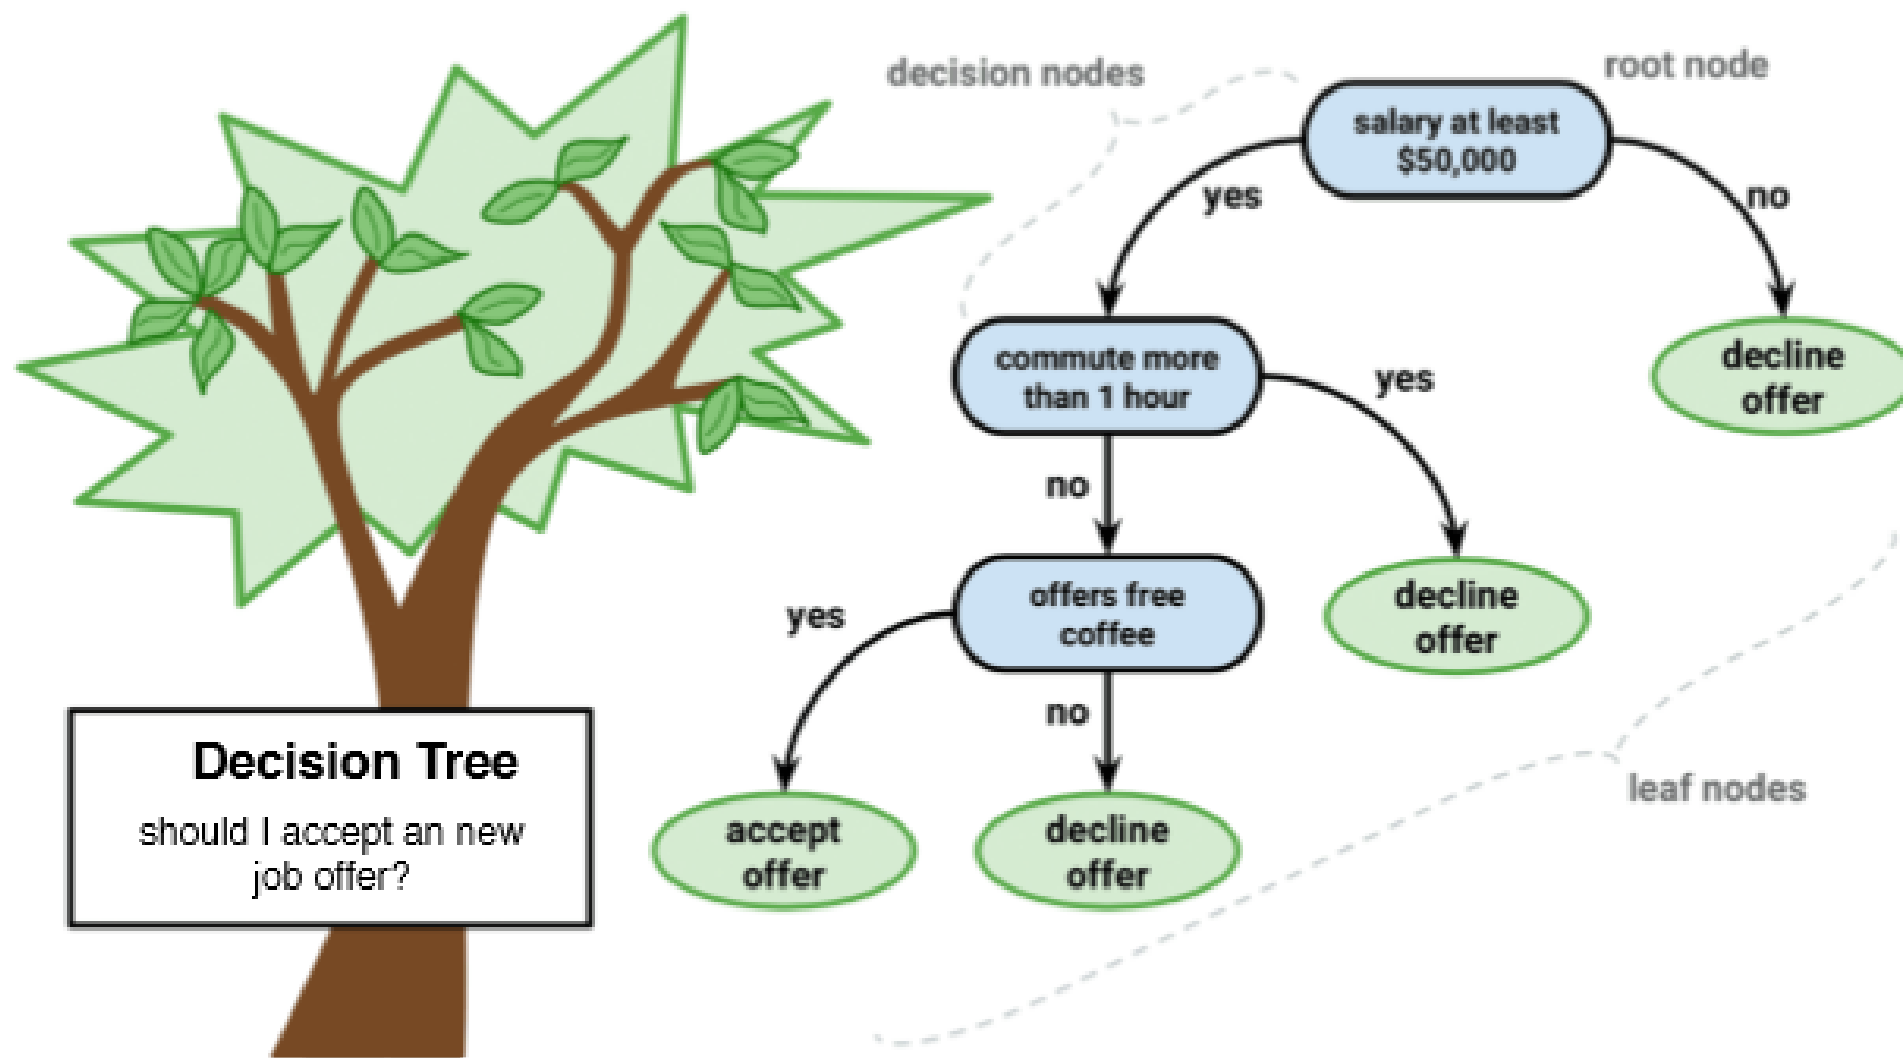 decision nodes
root node
salary at least
$50,000
yes
no
commute more
than 1 hour
yes
decline
offer
no
offers free
coffee
yes
decline
offer
no
accept
offer
decline
offer
leaf nodes
Decision Tree
should I accept an new
job offer?